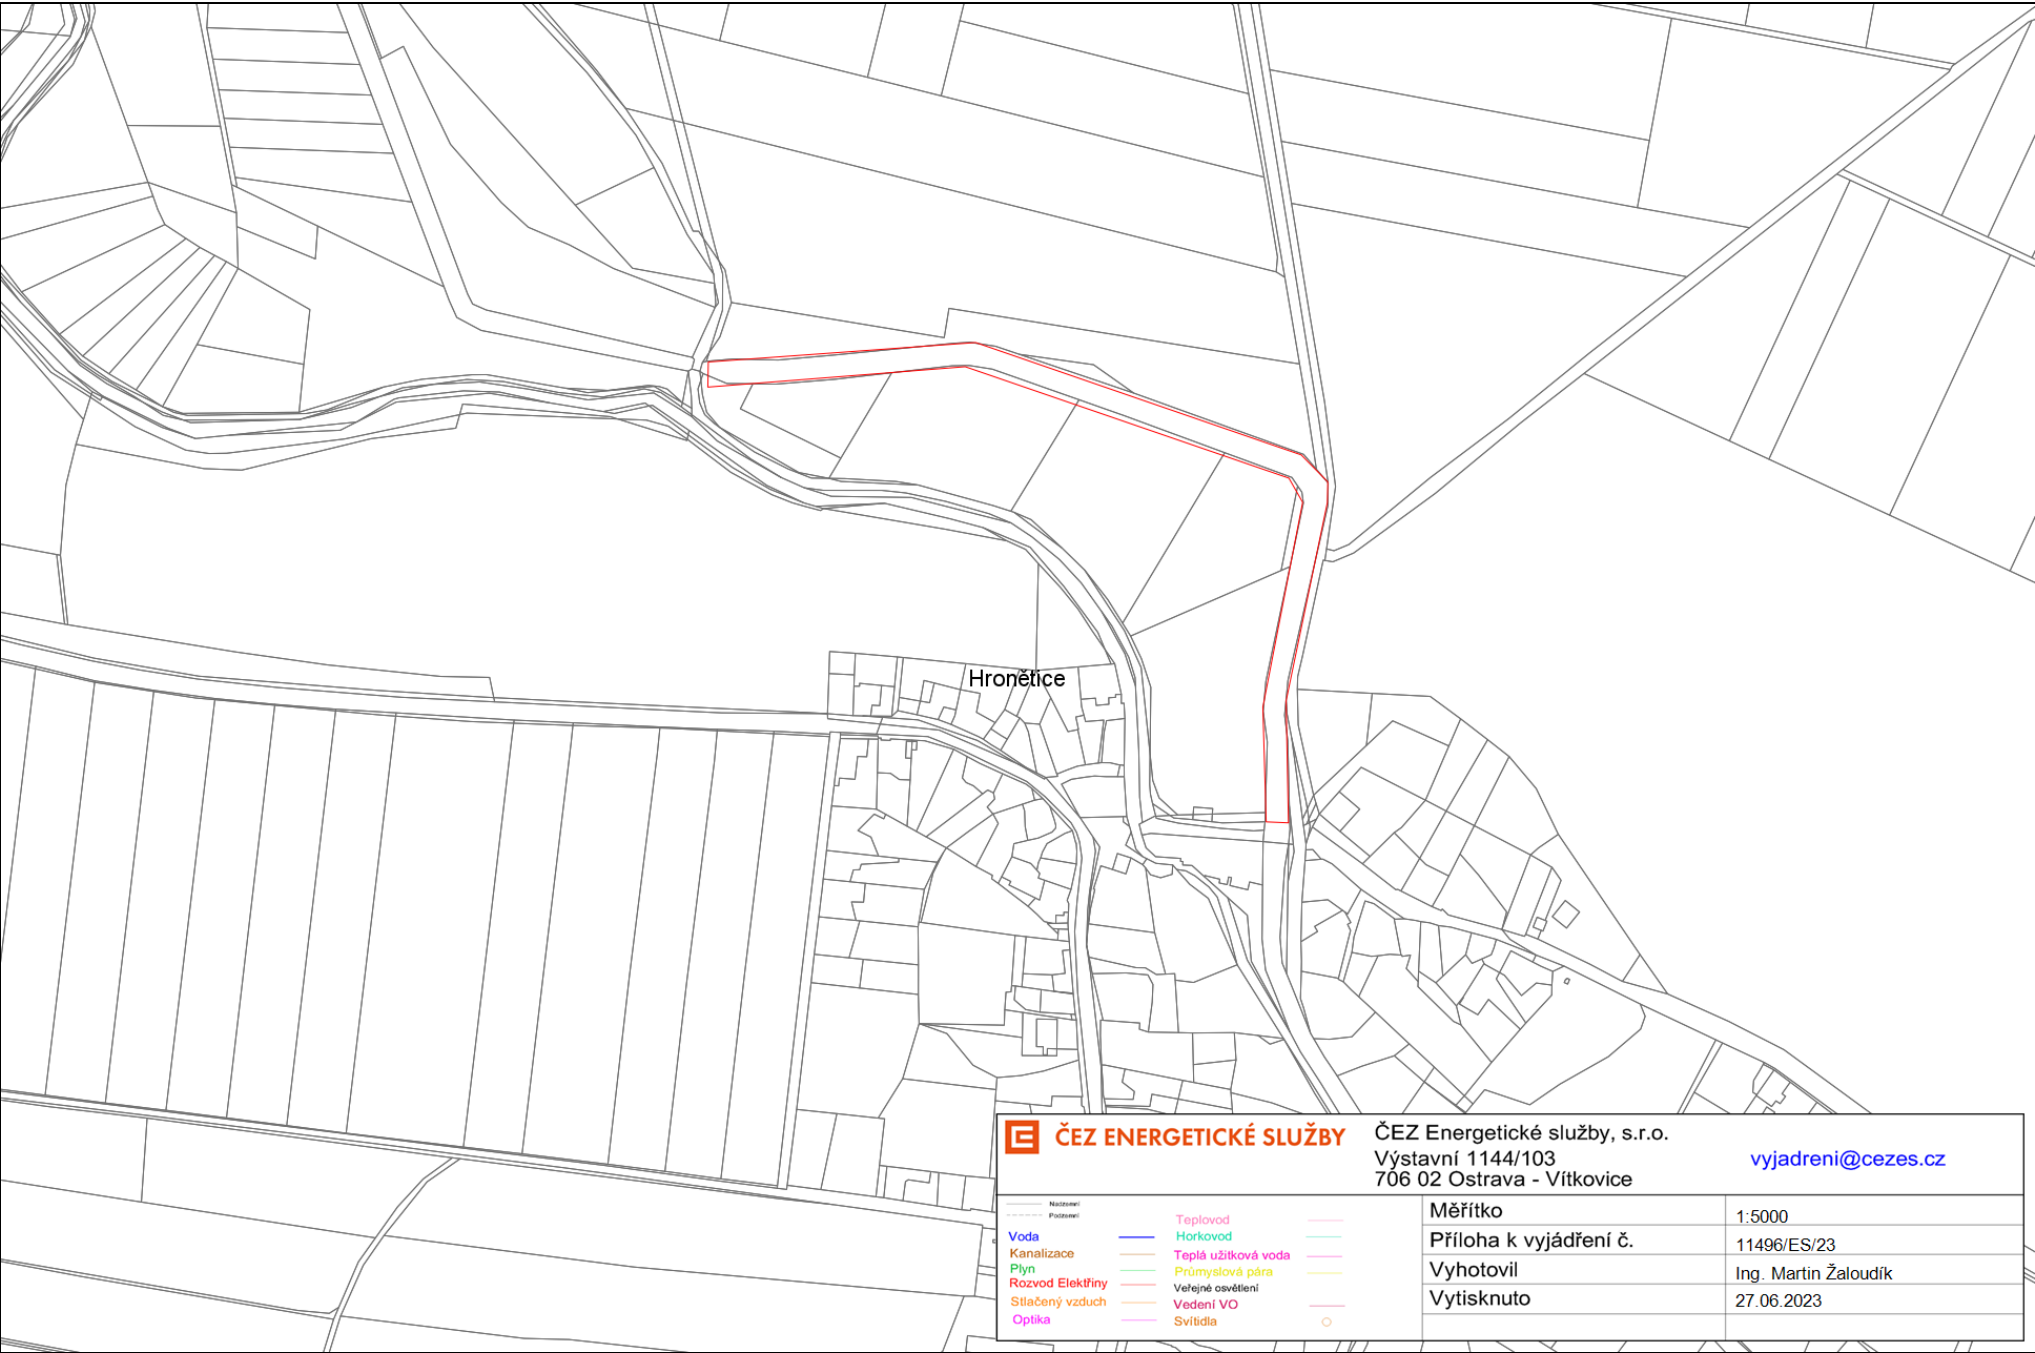 Hronětice
ČEZ ENERGETICKÉ SLUŽBY
ČEZ Energetické služby, s.r.o.
Výstavní 1144/103
706 02 Ostrava - Vítkovice
vyjadreni@cezes.cz
Nadzemní
Podzemní
Voda
Kanalizace
Plyn
Rozvod Elektřiny
Stlačený vzduch
Optika
Teplovod
Horkovod
Teplá užitková voda
Průmyslová pára
Veřejné osvětlení
Vedení VO
Svítidla
Měřítko 1:5000
Příloha k vyjádření č. 11496/ES/23
Vyhotovil Ing. Martin Žaloudík
Vytisknuto 27.06.2023